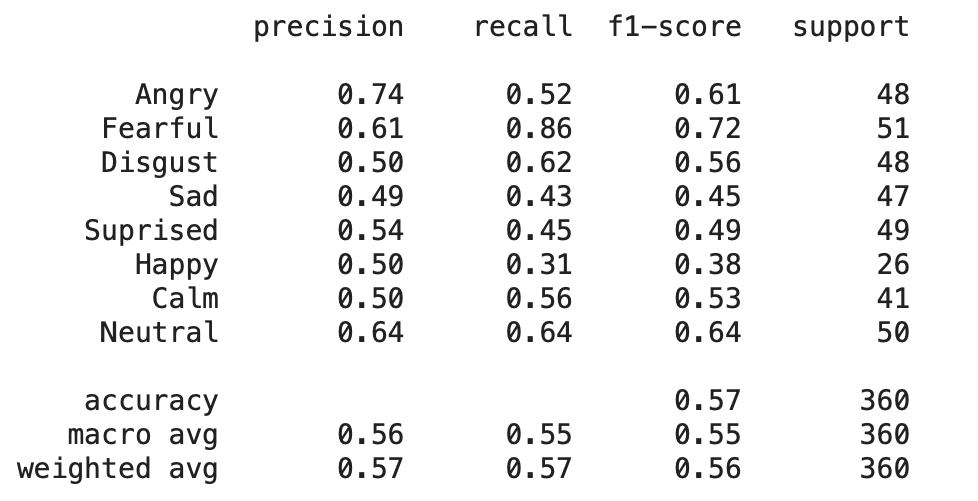 precision recall f1-score support
Angry 0.74 0.52 0.61 48
Fearful 0.61 0.86 0.72 51
Disgust 0.50 0.62 0.56 48
Sad 0.49 0.43 0.45 47
Suprised 0.54 0.45 0.49 49
Happy 0.50 0.31 0.38 26
Calm 0.50 0.56 0.53 41
Neutral 0.64 0.64 0.64 50
accuracy 0.57 360
macro avg 0.56 0.55 0.55 360
weighted avg 0.57 0.57 0.56 360